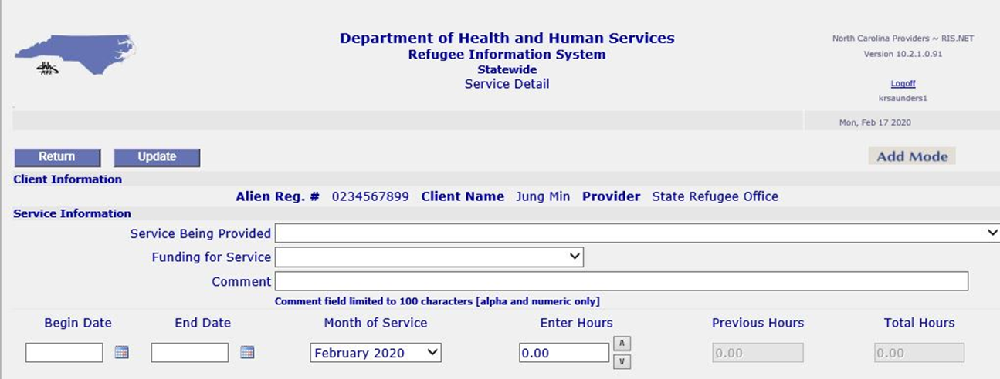 Department of Health and Human Services
Refugee Information System
Statewide
Service Detail
North Carolina Providers ~ RIS.NET
Version 10.2.1.0.91
Logoff
krsaunders1
Mon, Feb 17 2020
Return Update Add Mode
Client Information
Alien Reg. # 0234567899 Client Name Jung Min Provider State Refugee Office
Service Information
Service Being Provided
Funding for Service
Comment
Comment field limited to 100 characters [alpha and numeric only]
Begin Date End Date Month of Service Enter Hours Previous Hours Total Hours
February 2020 0.00 0.00 0.00